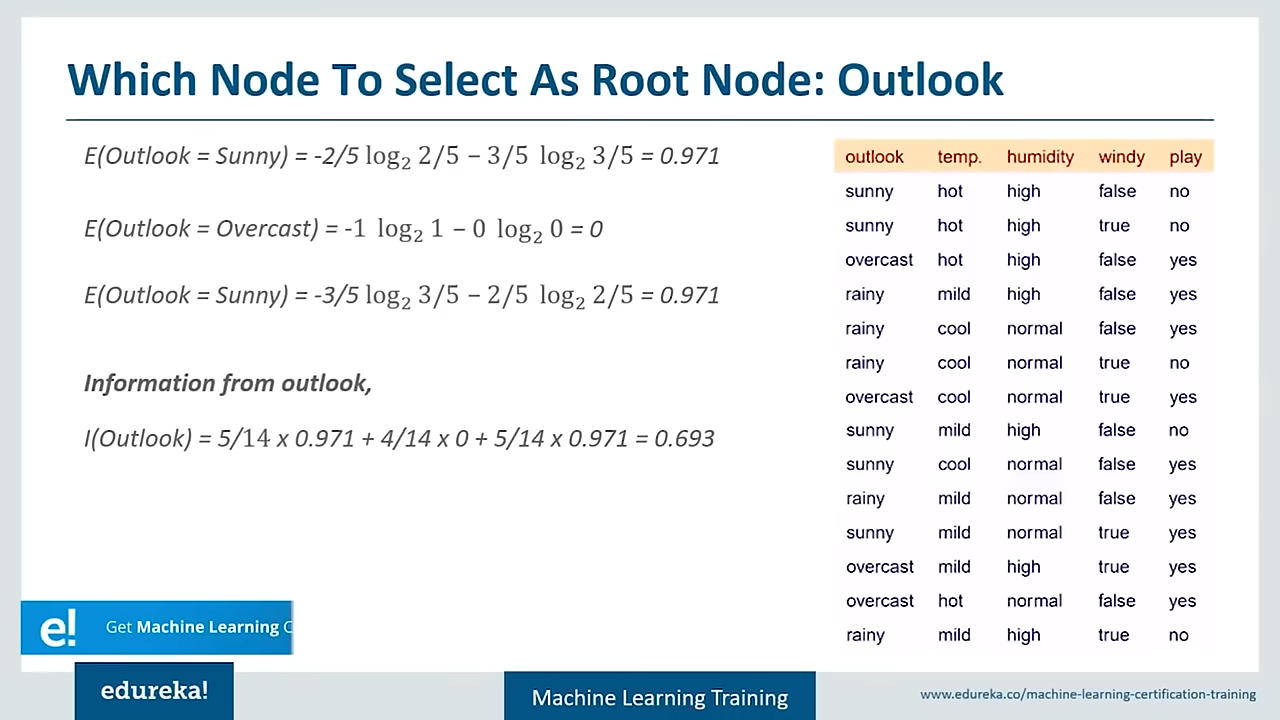 Which Node To Select As Root Node: Outlook
E(Outlook = Sunny) = -2/5 log₂ 2/5 − 3/5 log₂ 3/5 = 0.971
E(Outlook = Overcast) = -1 log₂ 1 − 0 log₂ 0 = 0
E(Outlook = Sunny) = -3/5 log₂ 3/5 − 2/5 log₂ 2/5 = 0.971
Information from outlook,
I(Outlook) = 5/14 x 0.971 + 4/14 x 0 + 5/14 x 0.971 = 0.693
outlook temp. humidity windy play
sunny hot high false no
sunny hot high true no
overcast hot high false yes
rainy mild high false yes
rainy cool normal false yes
rainy cool normal true no
overcast cool normal true yes
sunny mild high false no
sunny cool normal false yes
rainy mild normal false yes
sunny mild normal true yes
overcast mild high true yes
overcast hot normal false yes
rainy mild high true no
e! Get Machine Learning
edureka!
Machine Learning Training
www.edureka.co/machine-learning-certification-training